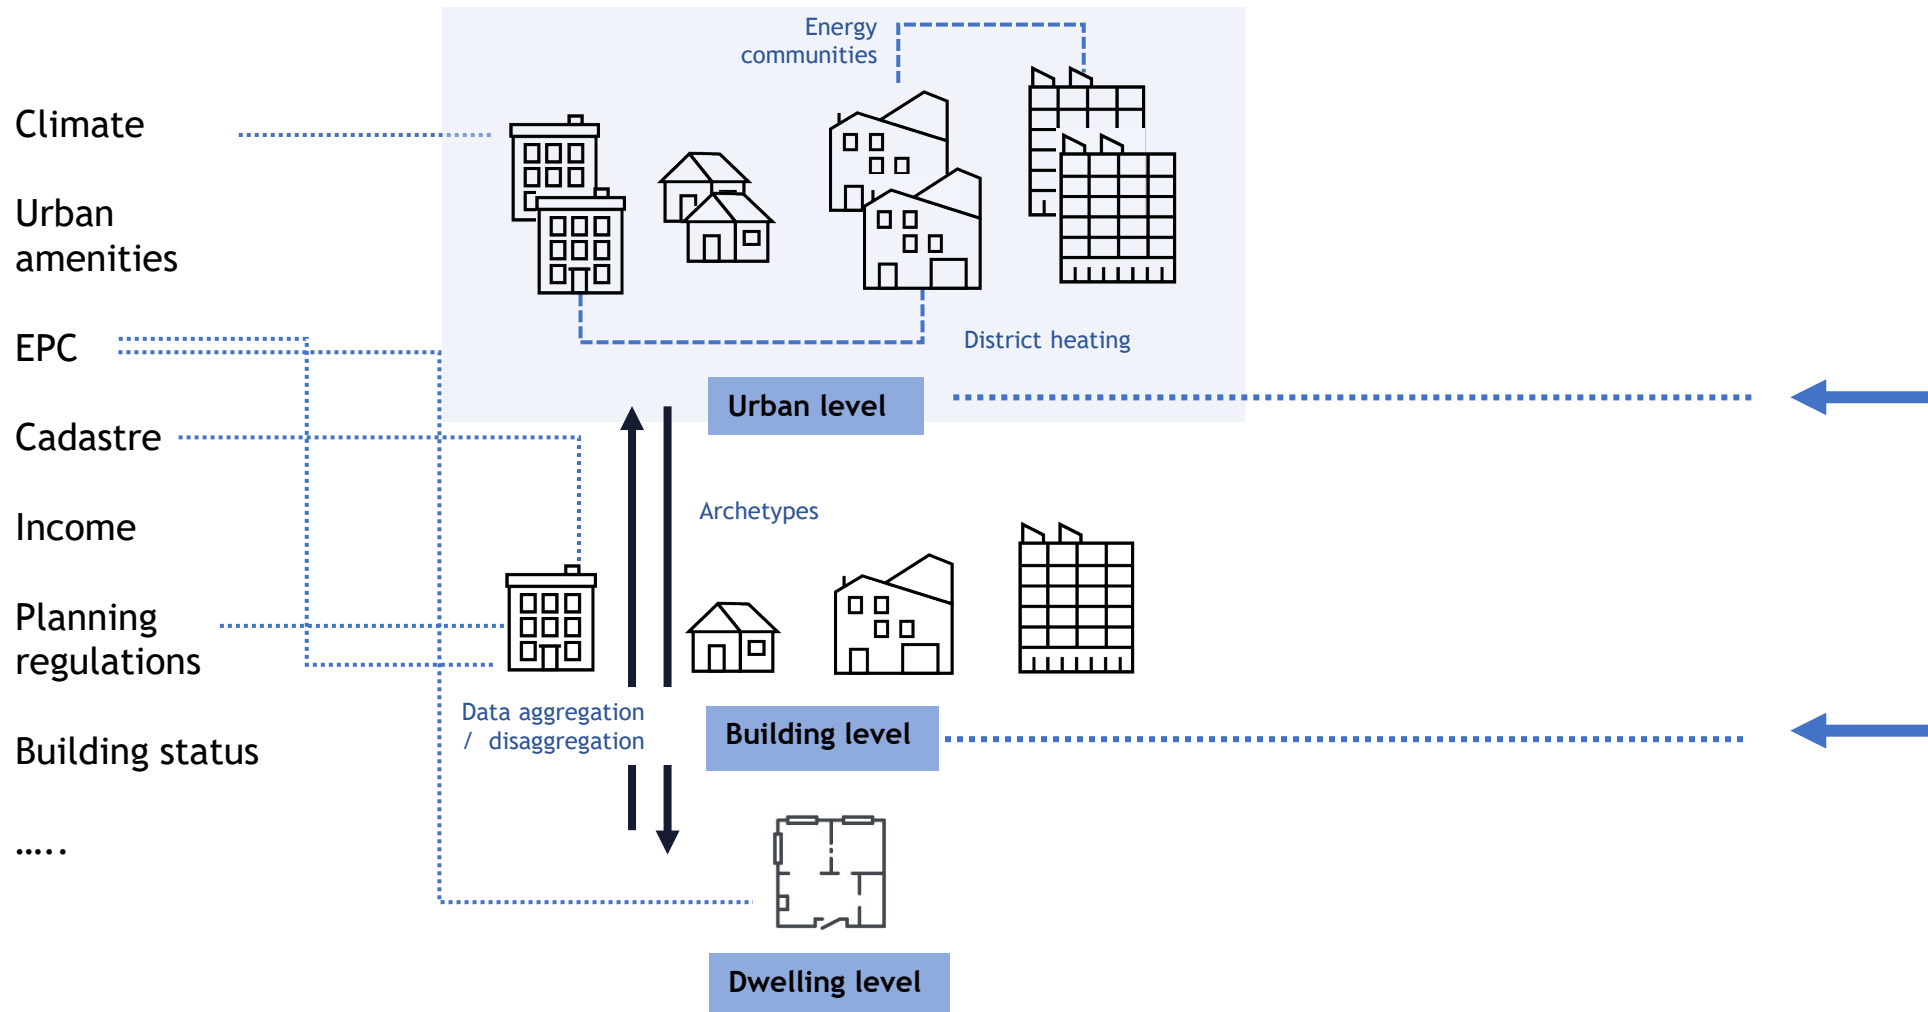 Energy
communities
Climate
Urban
amenities
EPC
District heating
Urban level
Cadastre
Archetypes
Income
Planning
regulations
Data aggregation
/ disaggregation
Building level
Building status
…..
Dwelling level